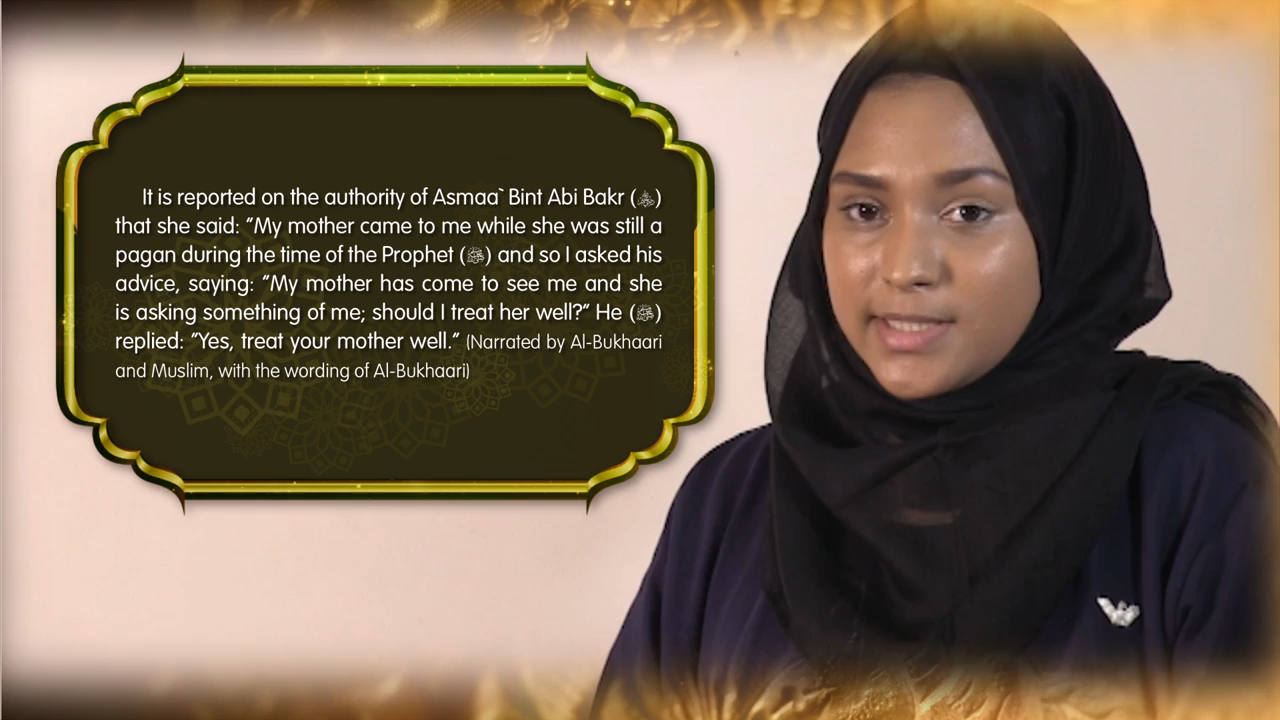 It is reported on the authority of Asmaa` Bint Abi Bakr ()
that she said: “My mother came to me while she was still a
pagan during the time of the Prophet (ﷺ) and so I asked his
advice, saying: “My mother has come to see me and she
is asking something of me; should I treat her well?” He (ﷺ)
replied: “Yes, treat your mother well.” (Narrated by Al-Bukhaari
and Muslim, with the wording of Al-Bukhaari)